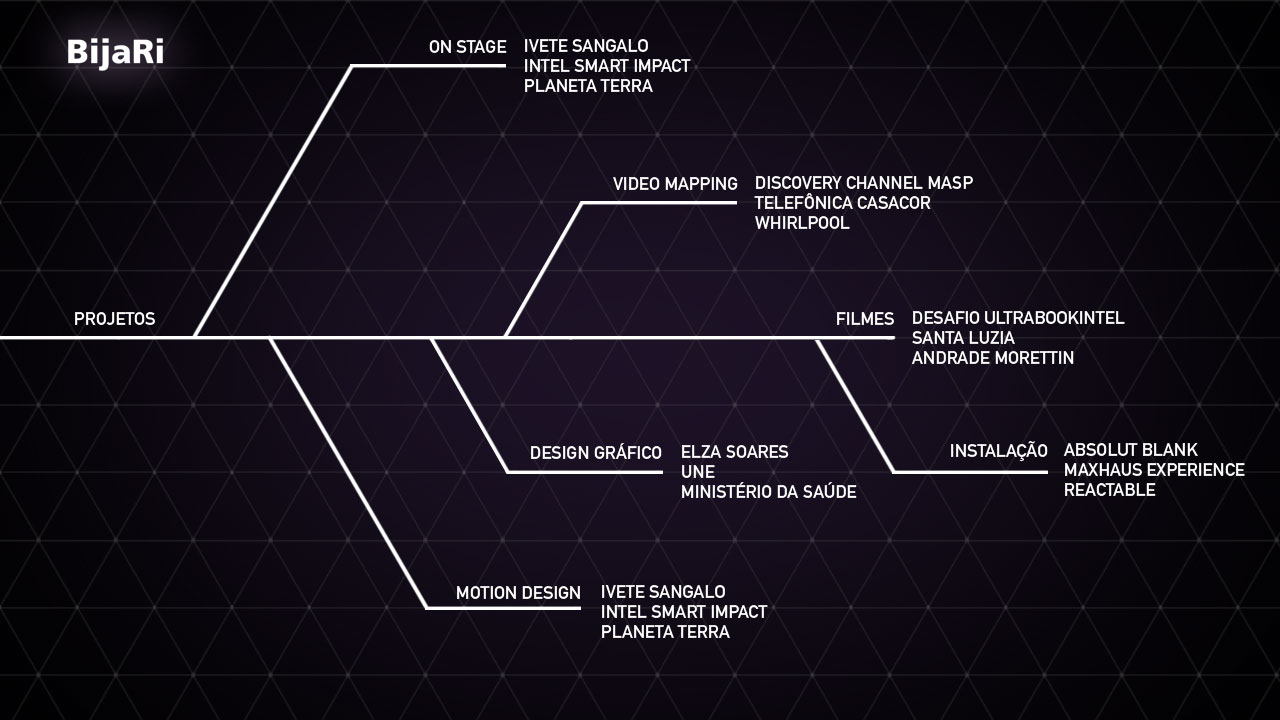 BijaRi
ON STAGE
IVETE SANGALO
INTEL SMART IMPACT
PLANETA TERRA
VIDEO MAPPING
DISCOVERY CHANNEL MASP
TELEFÔNICA CASACOR
WHIRLPOOL
PROJETOS
FILMES
DESAFIO ULTRABOOKINTEL
SANTA LUZIA
ANDRADE MORETTIN
DESIGN GRÁFICO
ELZA SOARES
UNE
MINISTÉRIO DA SAÚDE
INSTALAÇÃO
ABSOLUT BLANK
MAXHAUS EXPERIENCE
REACTABLE
MOTION DESIGN
IVETE SANGALO
INTEL SMART IMPACT
PLANETA TERRA